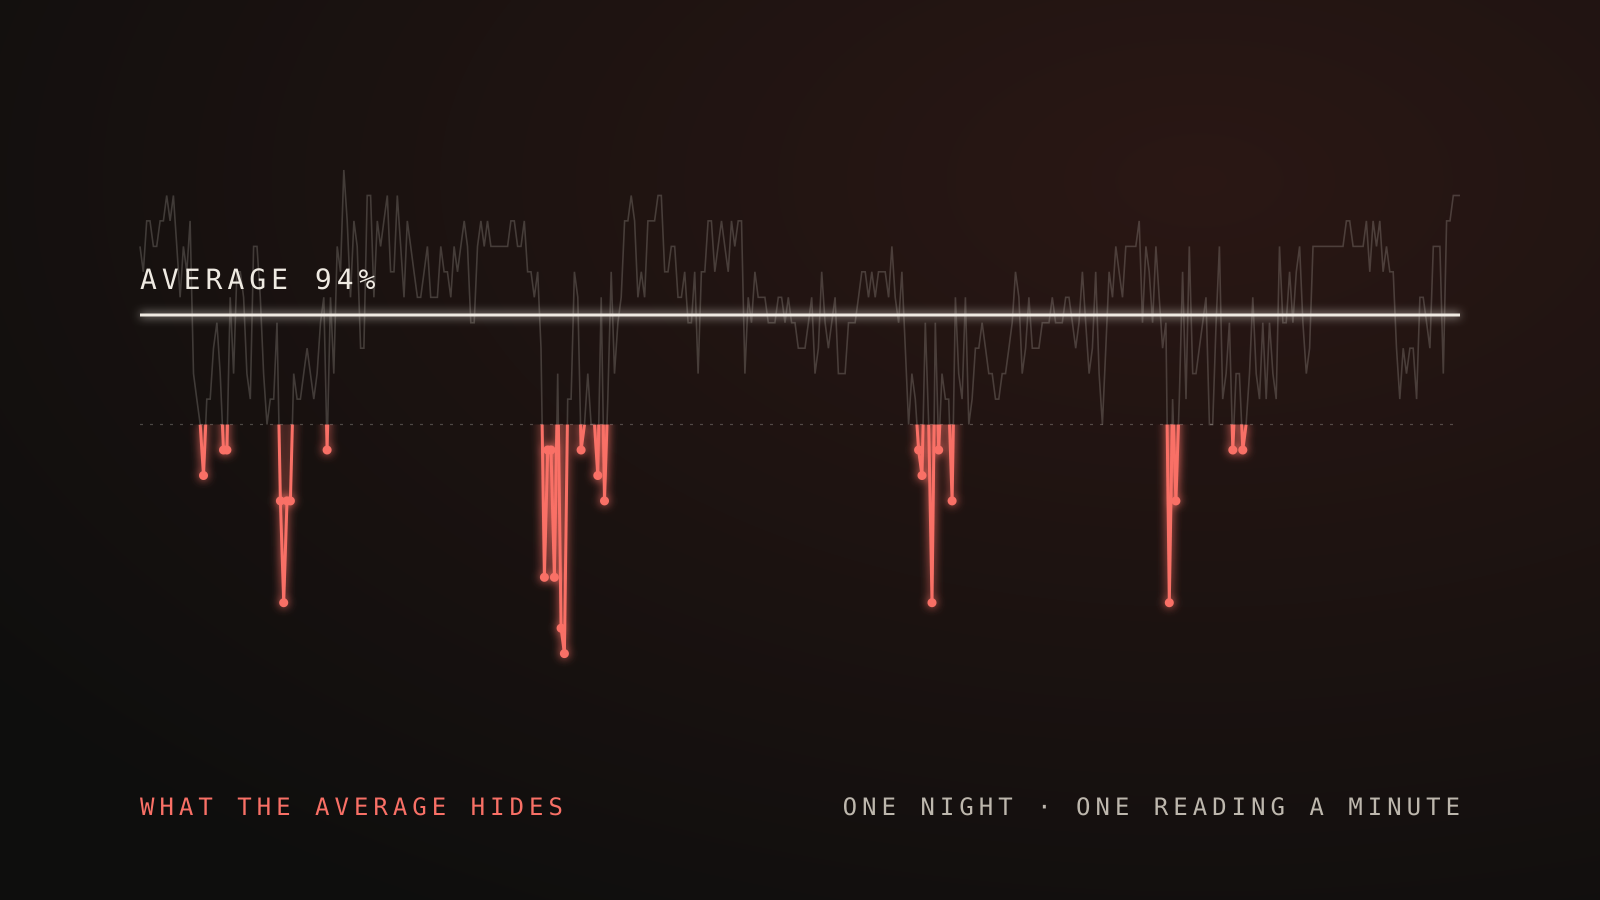 AVERAGE 94%
WHAT THE AVERAGE HIDES
ONE NIGHT · ONE READING A MINUTE